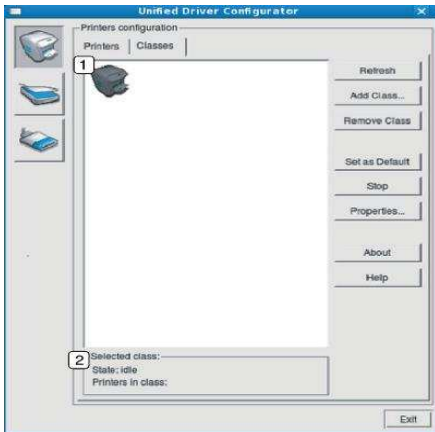 Unified Driver Configurator
Printers configuration
Printers Classes
1
Refresh
Add Class...
Remove Class
Set as Default
Stop
Properties...
About
Help
2
Selected class:
State: idle
Printers in class:
Exit